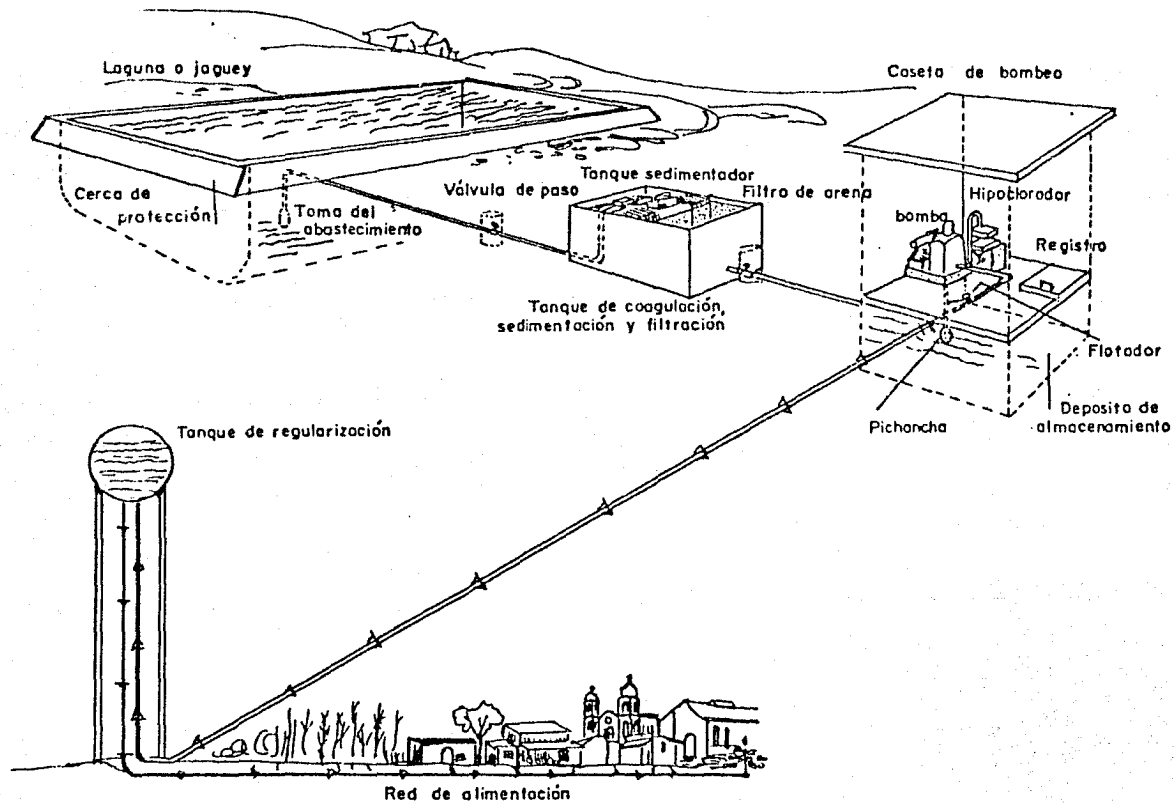 Laguna o jaguey
Caseta de bombeo
Cerca de
protección
Toma del
abastecimiento
Válvula de paso
Tanque sedimentador
Filtro de arena
Hipoclorador
bomba
Registro
Tanque de coagulación,
sedimentación y filtración
Flotador
Pichancha
Deposito de
almacenamiento
Tanque de regularización
Red de alimentación